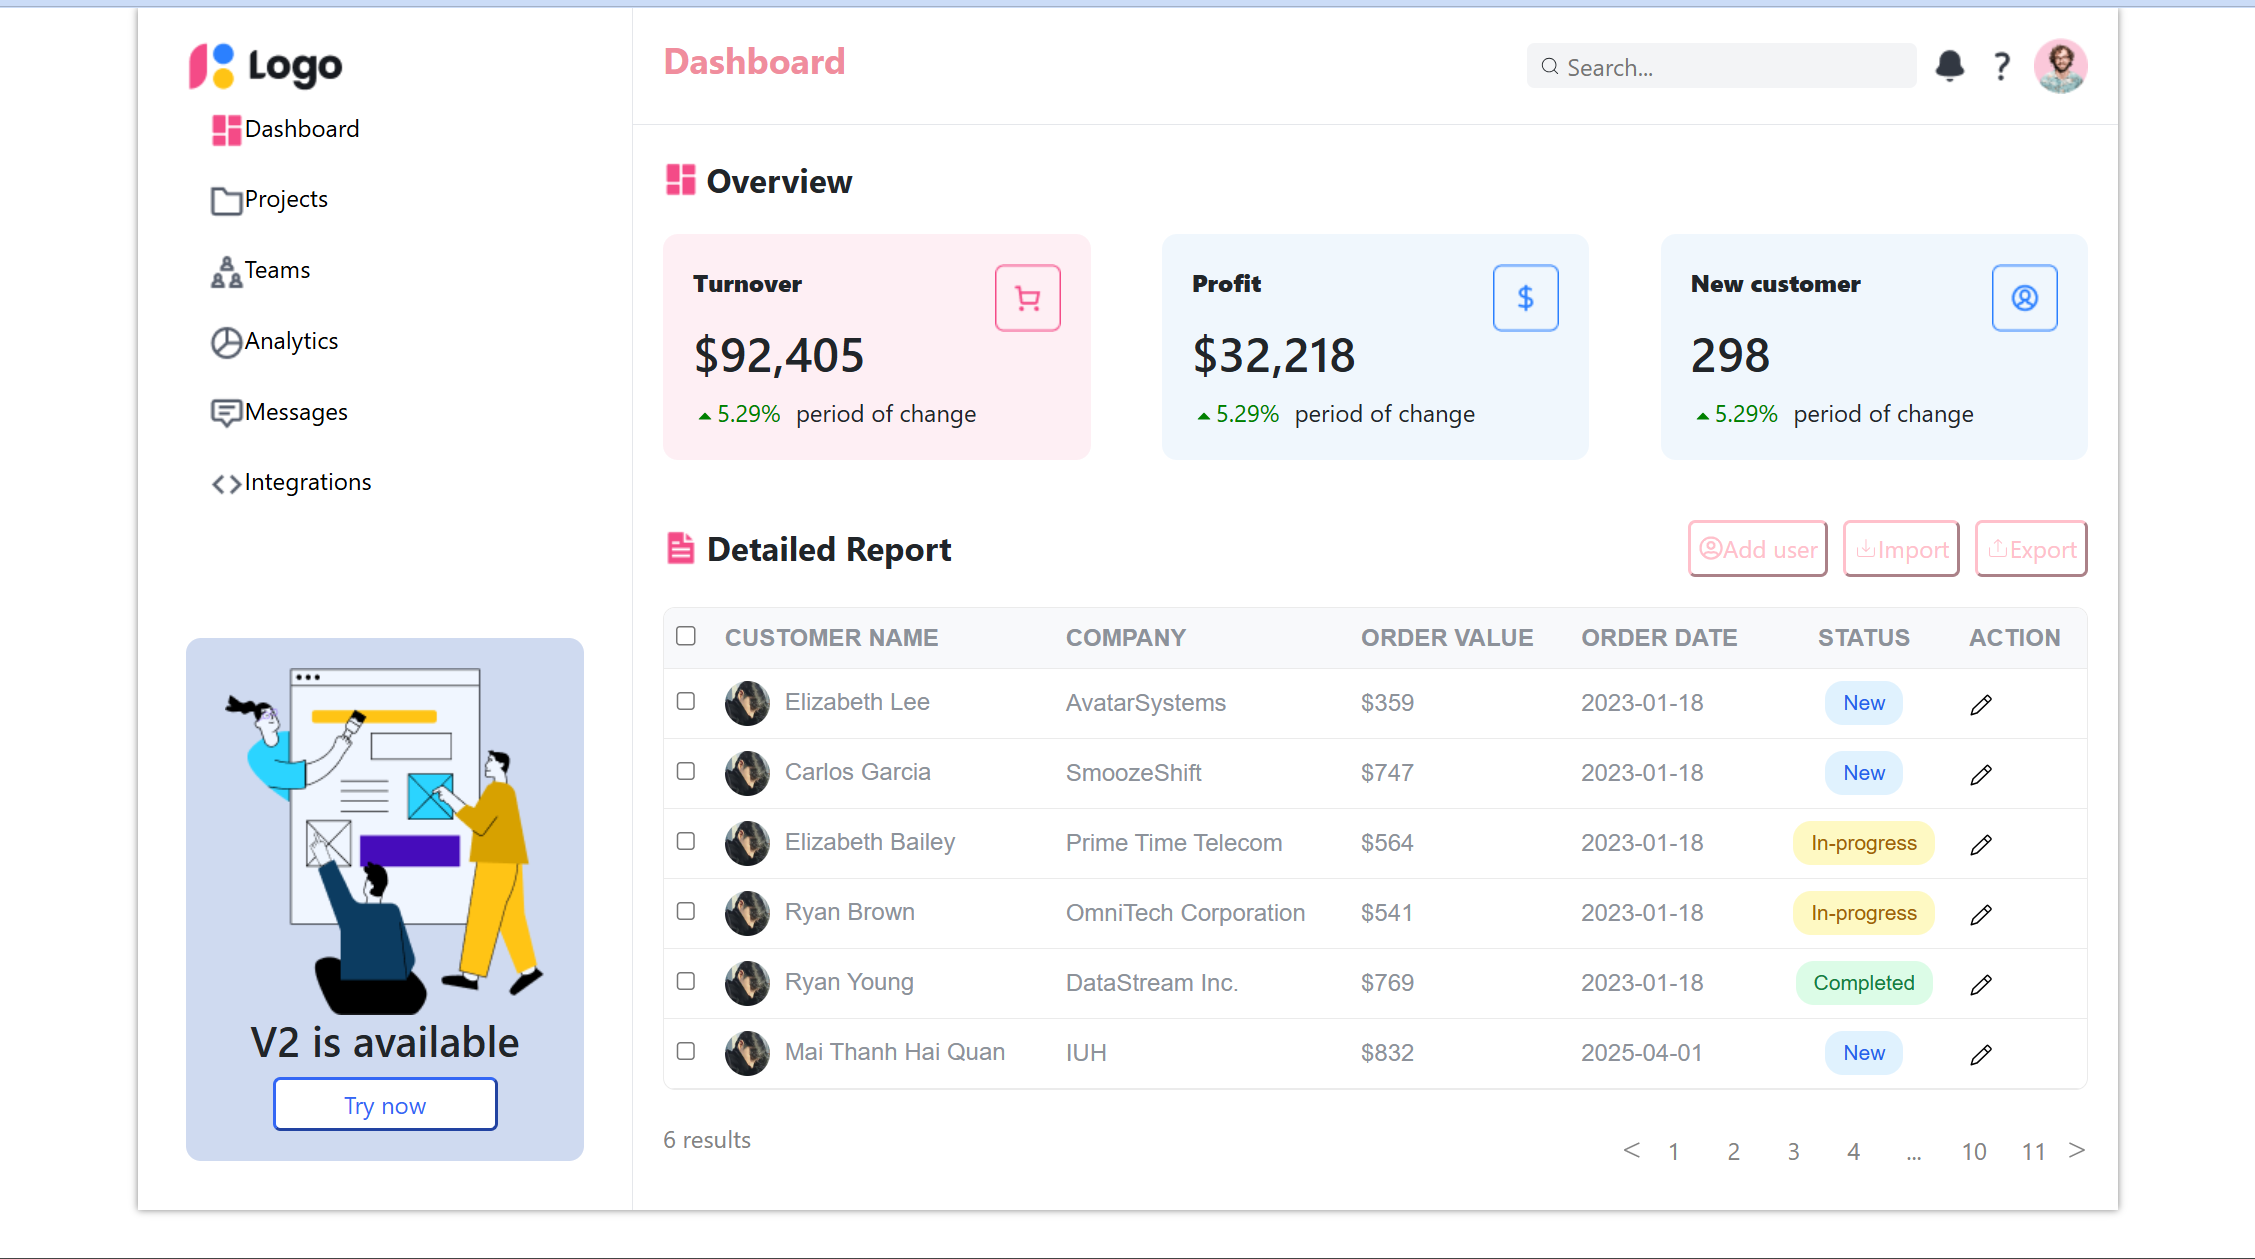 Logo
Dashboard
Projects
Teams
Analytics
Messages
Integrations
V2 is available
Try now
Dashboard
Search...
?
Overview
Turnover
$92,405
5.29% period of change
Profit
$
$32,218
5.29% period of change
New customer
298
5.29% period of change
Detailed Report
Add user Import Export
CUSTOMER NAME COMPANY ORDER VALUE ORDER DATE STATUS ACTION
Elizabeth Lee AvatarSystems $359 2023-01-18 New
Carlos Garcia SmoozeShift $747 2023-01-18 New
Elizabeth Bailey Prime Time Telecom $564 2023-01-18 In-progress
Ryan Brown OmniTech Corporation $541 2023-01-18 In-progress
Ryan Young DataStream Inc. $769 2023-01-18 Completed
Mai Thanh Hai Quan IUH $832 2025-04-01 New
6 results
< 1 2 3 4 ... 10 11 >